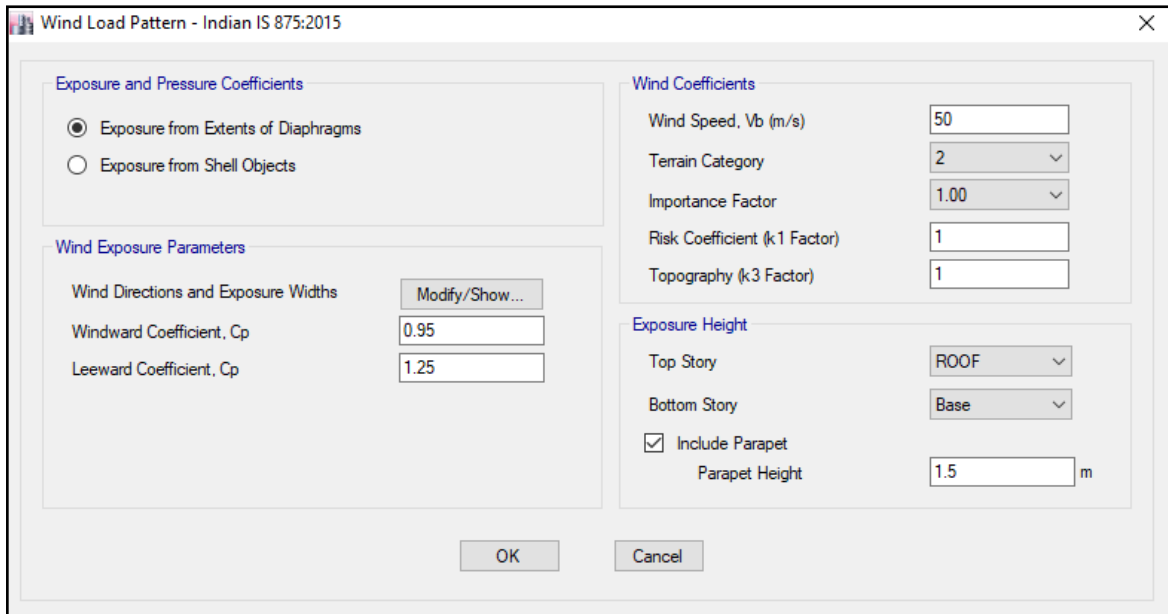 Wind Load Pattern - Indian IS 875:2015
Exposure and Pressure Coefficients
Exposure from Extents of Diaphragms
Exposure from Shell Objects
Wind Exposure Parameters
Wind Directions and Exposure Widths Modify/Show...
Windward Coefficient, Cp 0.95
Leeward Coefficient, Cp 1.25
Wind Coefficients
Wind Speed, Vb (m/s) 50
Terrain Category 2
Importance Factor 1.00
Risk Coefficient (k1 Factor) 1
Topography (k3 Factor) 1
Exposure Height
Top Story ROOF
Bottom Story Base
Include Parapet
Parapet Height 1.5 m
OK Cancel